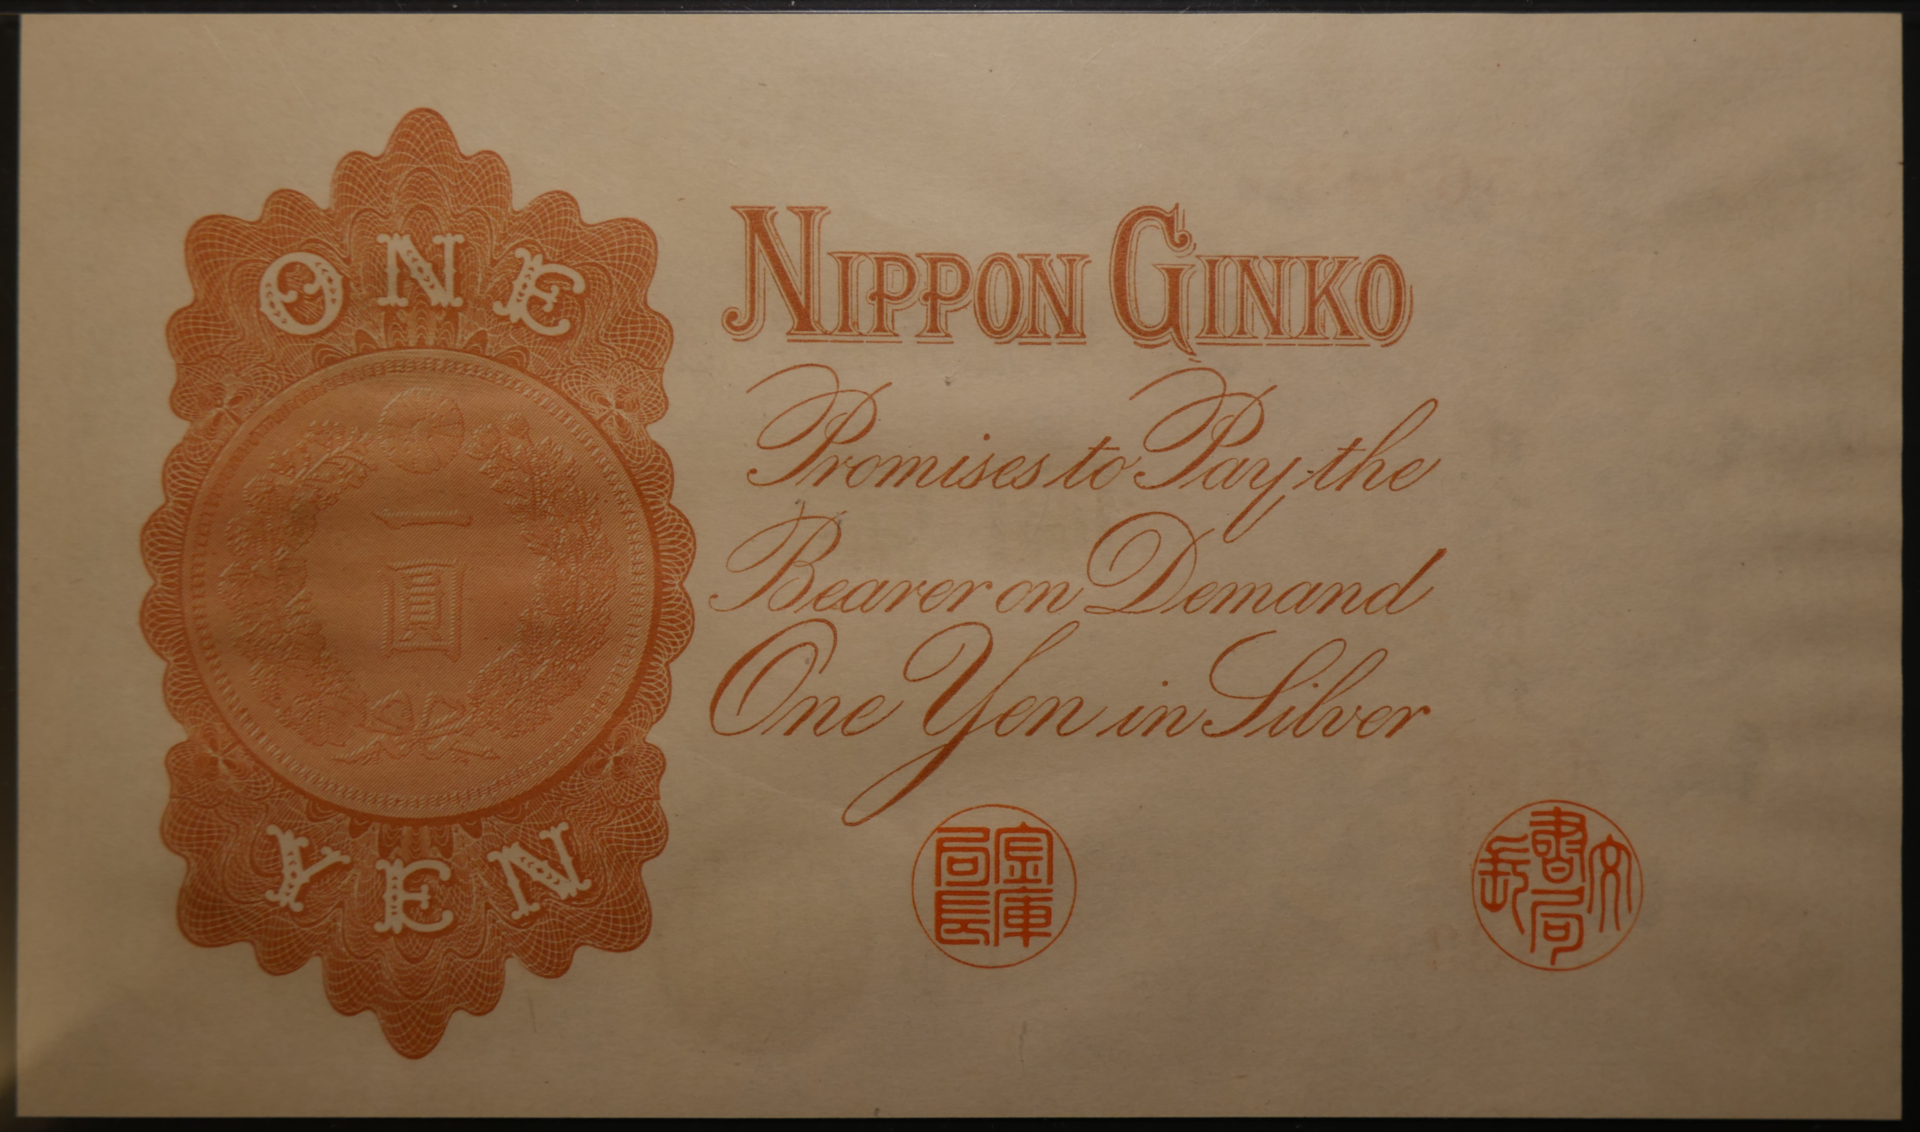 ONE
一
圓
YEN
NIPPON GINKO
Promises to Pay the
Bearer on Demand
One Yen in Silver
金庫
局長
文
書局
長